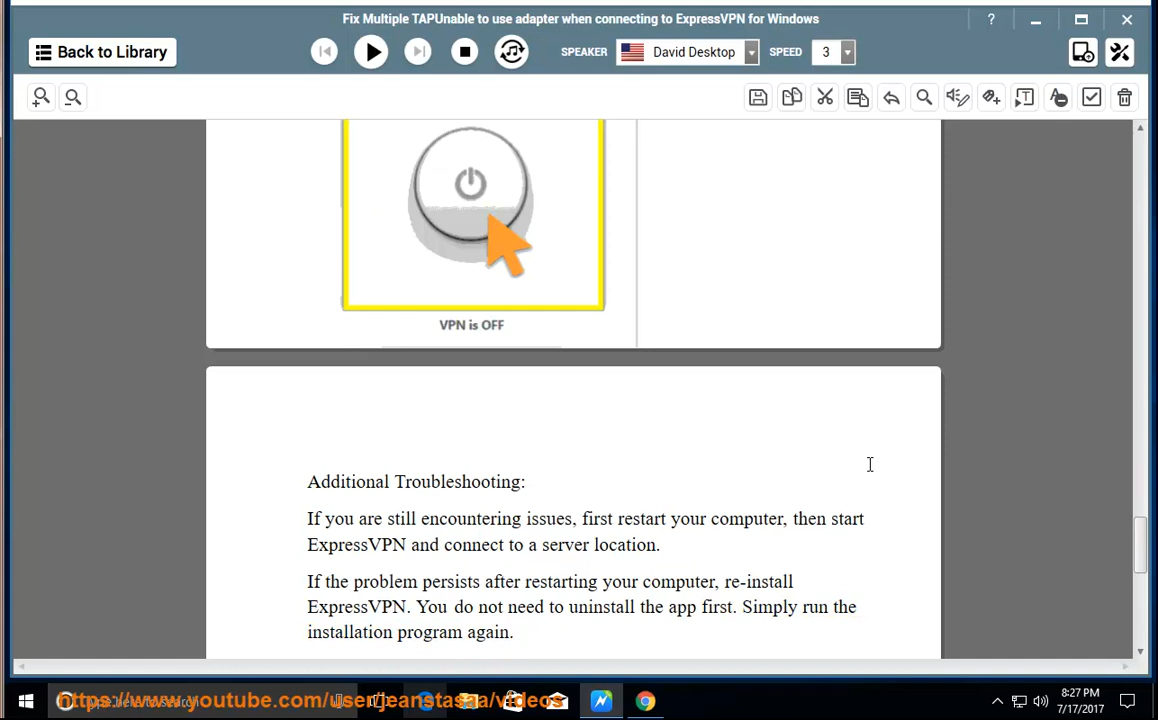 Fix Multiple TAPUnable to use adapter when connecting to ExpressVPN for Windows
Back to Library
SPEAKER
David Desktop
SPEED
3
VPN is OFF
Additional Troubleshooting:
If you are still encountering issues, first restart your computer, then start
ExpressVPN and connect to a server location.
If the problem persists after restarting your computer, re-install
ExpressVPN. You do not need to uninstall the app first. Simply run the
installation program again.
https://www.youtube.com/user/jeanstasaa/videos
8:27 PM
7/17/2017